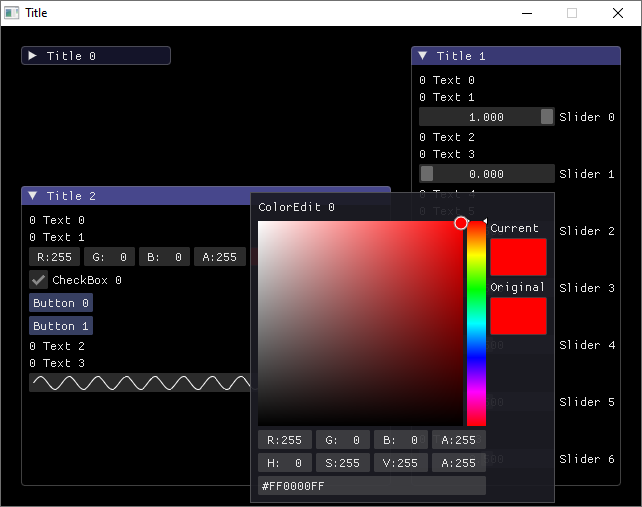 Title
Title 0
Title 1
0 Text 0
0 Text 1
1.000 Slider 0
0 Text 2
0 Text 3
0.000 Slider 1
0 Text 4
0 Text 5
Slider 2
Slider 3
Slider 4
Slider 5
Slider 6
Title 2
0 Text 0
0 Text 1
R:255 G: 0 B: 0 A:255
CheckBox 0
Button 0
Button 1
0 Text 2
0 Text 3
ColorEdit 0
Current
Original
R:255 G: 0 B: 0 A:255
H: 0 S:255 V:255 A:255
#FF0000FF